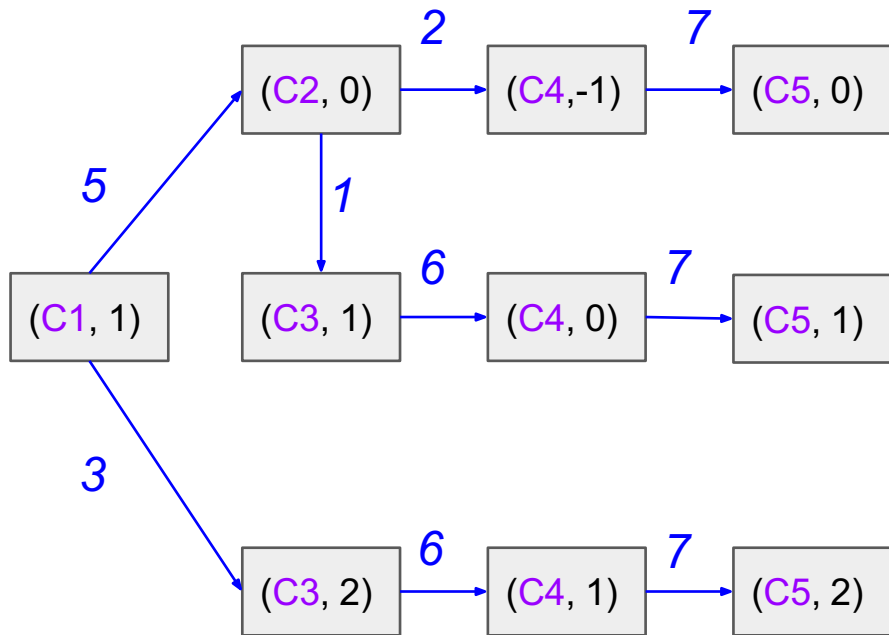 2 7
(C2, 0) (C4,-1) (C5, 0)
5 1
6 7
(C1, 1) (C3, 1) (C4, 0) (C5, 1)
3
6 7
(C3, 2) (C4, 1) (C5, 2)